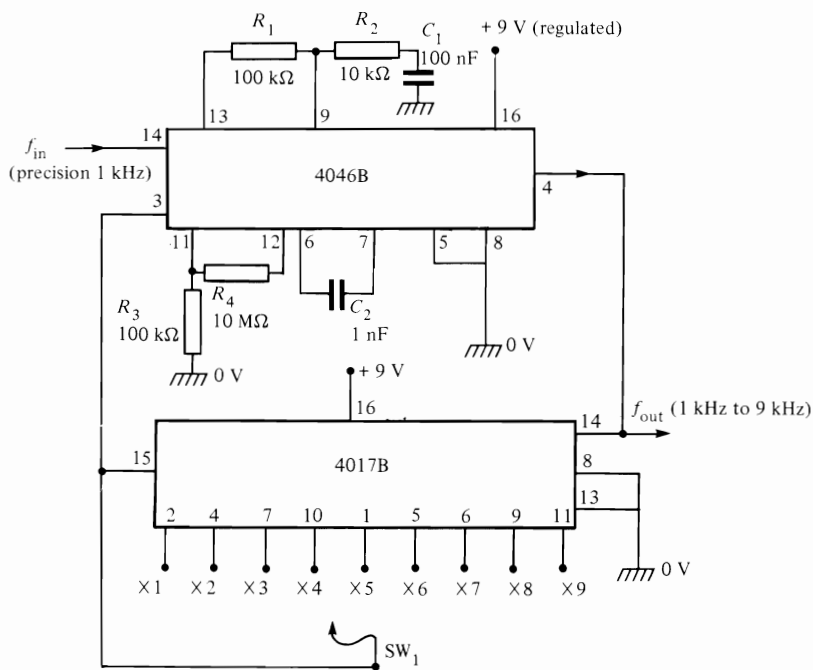 R1
R2
C1
+ 9 V (regulated)
100 kΩ
10 kΩ
100 nF
13
9
16
14
fin
(precision 1 kHz)
4046B
4
3
11
12
6
7
5
8
R4
10 MΩ
C2
1 nF
R3
100 kΩ
0 V
0 V
+ 9 V
16
fout (1 kHz to 9 kHz)
14
15
4017B
8
13
2 4 7 10 1 5 6 9 11
×1 ×2 ×3 ×4 ×5 ×6 ×7 ×8 ×9
0 V
SW1